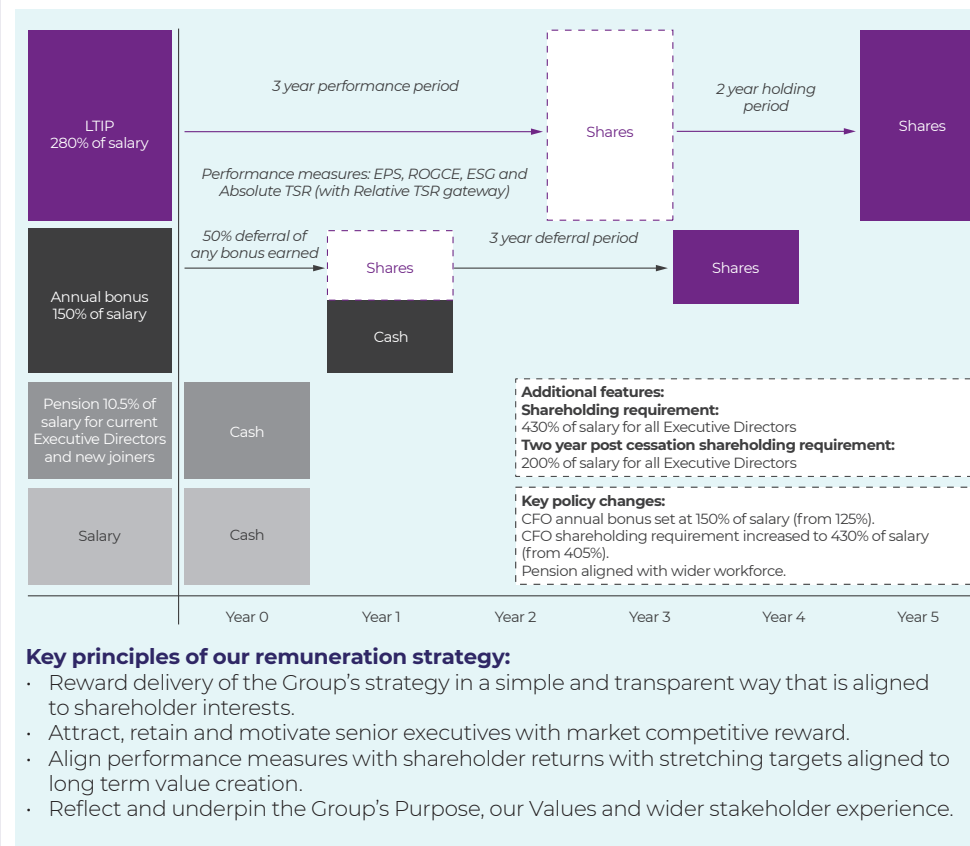 LTIP
280% of salary
3 year performance period
Shares
2 year holding
period
Shares
Performance measures: EPS, ROGCE, ESG and
Absolute TSR (with Relative TSR gateway)
Annual bonus
150% of salary
50% deferral of
any bonus earned
Shares
Cash
3 year deferral period
Shares
Pension 10.5% of
salary for current
Executive Directors
and new joiners
Cash
Additional features:
Shareholding requirement:
430% of salary for all Executive Directors
Two year post cessation shareholding requirement:
200% of salary for all Executive Directors
Salary
Cash
Key policy changes:
CFO annual bonus set at 150% of salary (from 125%).
CFO shareholding requirement increased to 430% of salary
(from 405%).
Pension aligned with wider workforce.
Year 0
Year 1
Year 2
Year 3
Year 4
Year 5
Key principles of our remuneration strategy:
• Reward delivery of the Group’s strategy in a simple and transparent way that is aligned
to shareholder interests.
• Attract, retain and motivate senior executives with market competitive reward.
• Align performance measures with shareholder returns with stretching targets aligned to
long term value creation.
• Reflect and underpin the Group’s Purpose, our Values and wider stakeholder experience.